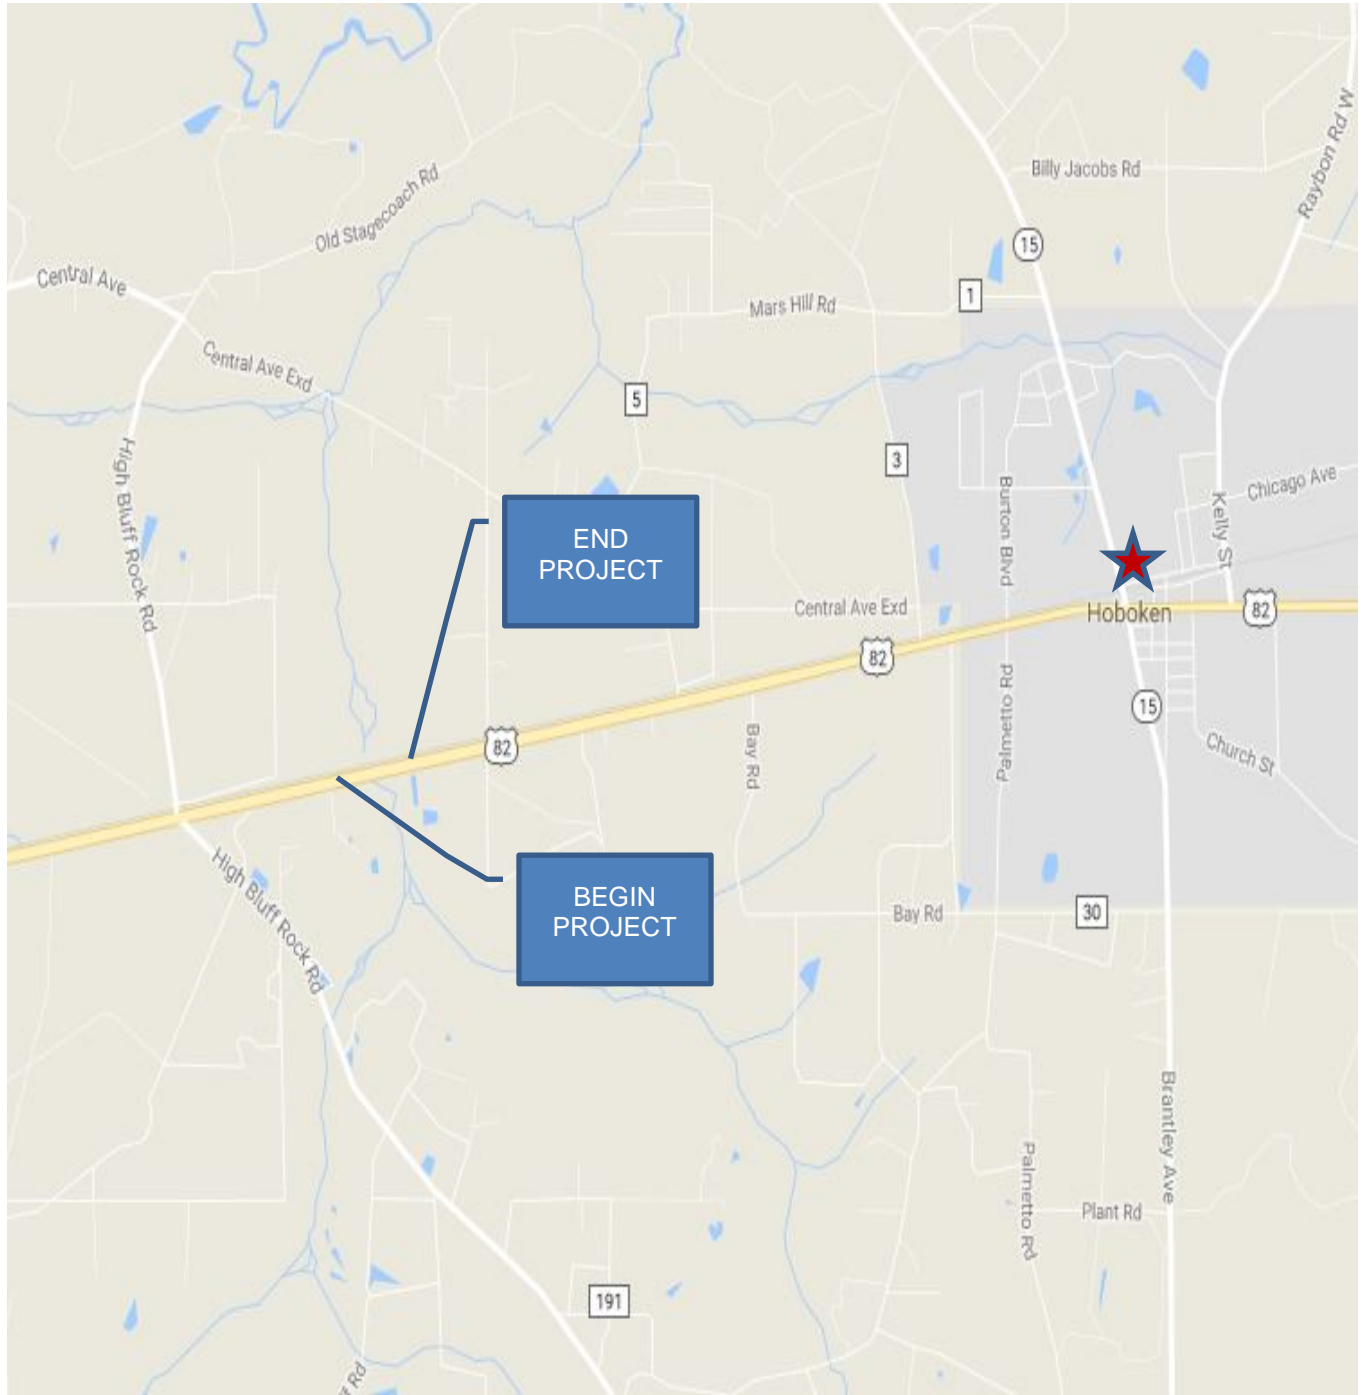 Billy Jacobs Rd
Raybon Rd W
Old Stagecoach Rd
15
Central Ave
1
Mars Hill Rd
Central Ave Exd
5
3
High Bluff Rock Rd
Burton Blvd
Kelly St
Chicago Ave
END
PROJECT
Central Ave Exd
Hoboken
82
82
Palmetto Rd
15
82
Bay Rd
Church St
High Bluff Rock Rd
BEGIN
PROJECT
Bay Rd
30
Brantley Ave
Palmetto Rd
Plant Rd
191
Rd